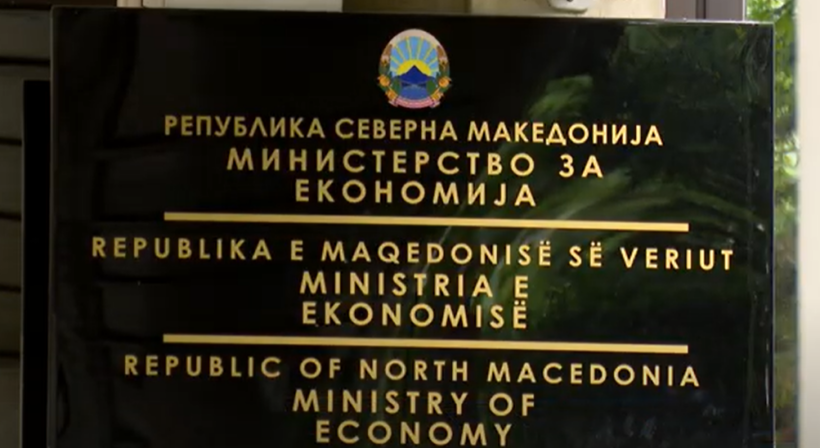 РЕПУБЛИКА СЕВЕРНА МАКЕДОНИЈА
МИНИСТЕРСТВО ЗА
ЕКОНОМИЈА
REPUBLIKA E MAQEDONISË SË VERIUT
MINISTRIA E
EKONOMISË
REPUBLIC OF NORTH MACEDONIA
MINISTRY OF
ECONOMY